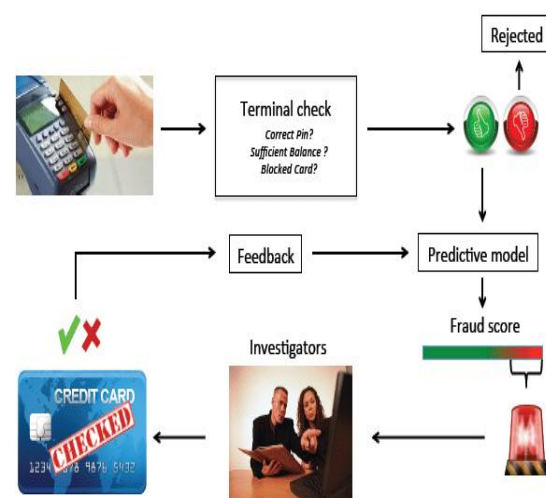 Rejected
Terminal check
Correct Pin?
Sufficient Balance ?
Blocked Card?
Feedback
Predictive model
Fraud score
Investigators
CREDIT CARD
CHECKED
1234 9876 5432